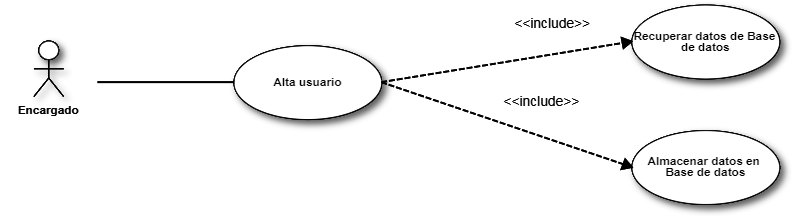 <<include>>
Recuperar datos de Base
de datos
Alta usuario
Encargado
<<include>>
Almacenar datos en
Base de datos